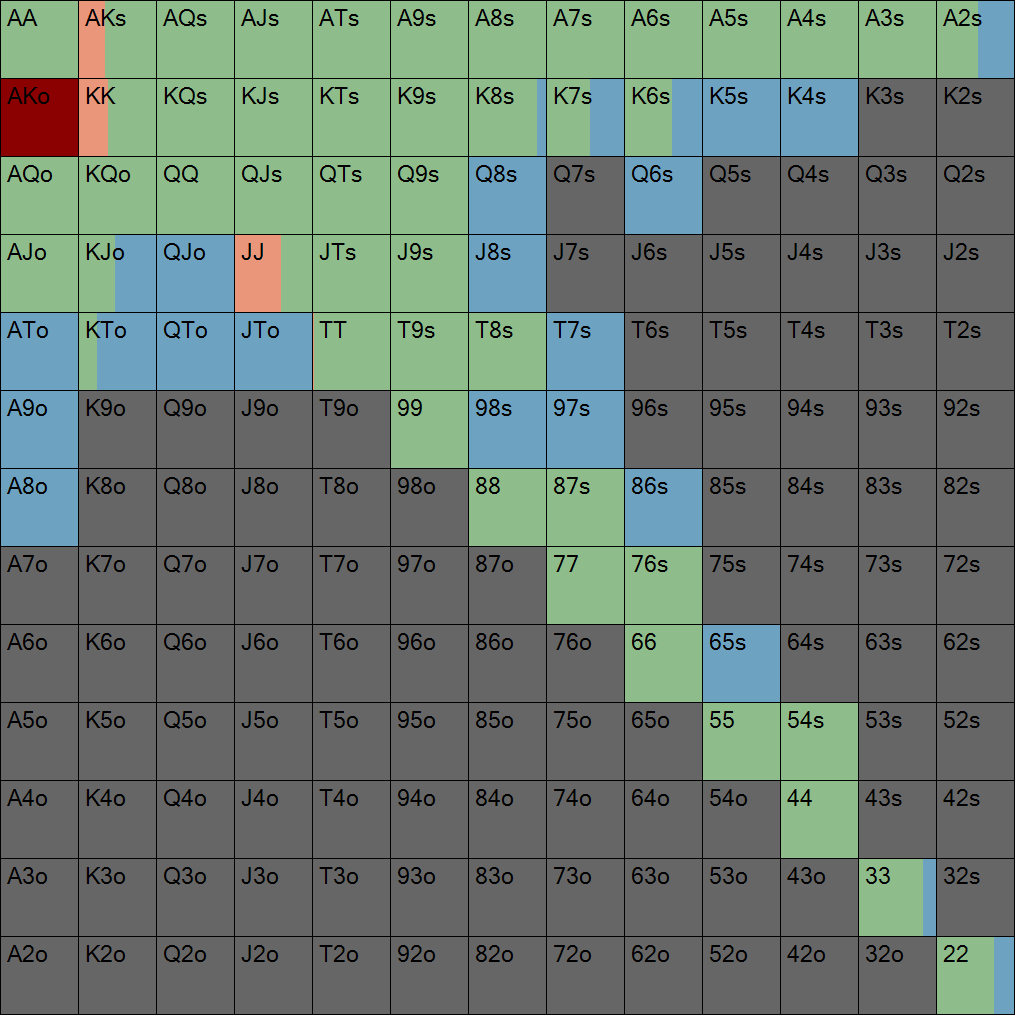 AA AKs AQs AJs ATs A9s A8s A7s A6s A5s A4s A3s A2s
AKo KK KQs KJs KTs K9s K8s K7s K6s K5s K4s K3s K2s
AQo KQo QQ QJs QTs Q9s Q8s Q7s Q6s Q5s Q4s Q3s Q2s
AJo KJo QJo JJ JTs J9s J8s J7s J6s J5s J4s J3s J2s
ATo KTo QTo JTo TT T9s T8s T7s T6s T5s T4s T3s T2s
A9o K9o Q9o J9o T9o 99 98s 97s 96s 95s 94s 93s 92s
A8o K8o Q8o J8o T8o 98o 88 87s 86s 85s 84s 83s 82s
A7o K7o Q7o J7o T7o 97o 87o 77 76s 75s 74s 73s 72s
A6o K6o Q6o J6o T6o 96o 86o 76o 66 65s 64s 63s 62s
A5o K5o Q5o J5o T5o 95o 85o 75o 65o 55 54s 53s 52s
A4o K4o Q4o J4o T4o 94o 84o 74o 64o 54o 44 43s 42s
A3o K3o Q3o J3o T3o 93o 83o 73o 63o 53o 43o 33 32s
A2o K2o Q2o J2o T2o 92o 82o 72o 62o 52o 42o 32o 22